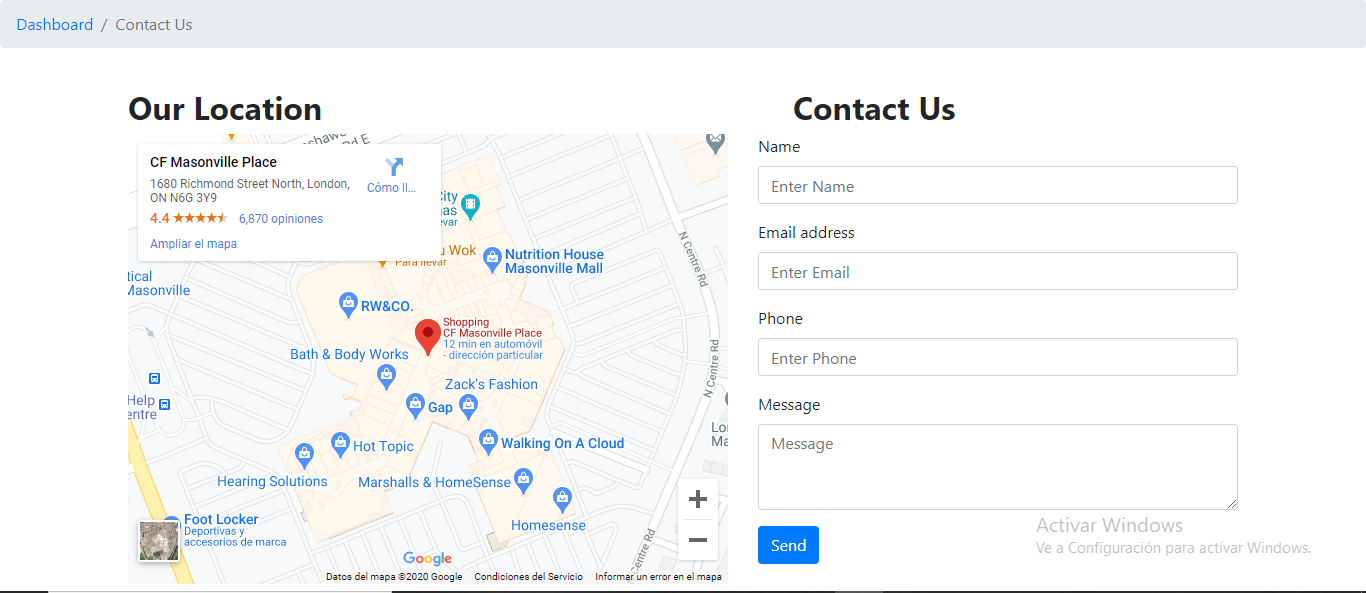 Dashboard / Contact Us
Our Location
CF Masonville Place
1680 Richmond Street North, London,
ON N6G 3Y9
4.4
6,870 opiniones
Ampliar el mapa
Cómo ll...
Rd E
Wok
Para llevar
Nutrition House
Masonville Mall
Masonville
RW&CO.
Shopping
CF Masonville Place
12 min en automóvil
- dirección particular
Bath & Body Works
Zack's Fashion
Gap
Help
Hot Topic
Walking On A Cloud
Hearing Solutions
Marshalls & HomeSense
Homesense
Foot Locker
Deportivas y
accesorios de marca
N Centre Rd
N Centre Rd
Centre Rd
Google
Datos del mapa ©2020 Google
Condiciones del Servicio
Informar un error en el mapa
Contact Us
Name
Enter Name
Email address
Enter Email
Phone
Enter Phone
Message
Message
Send
Activar Windows
Ve a Configuración para activar Windows.